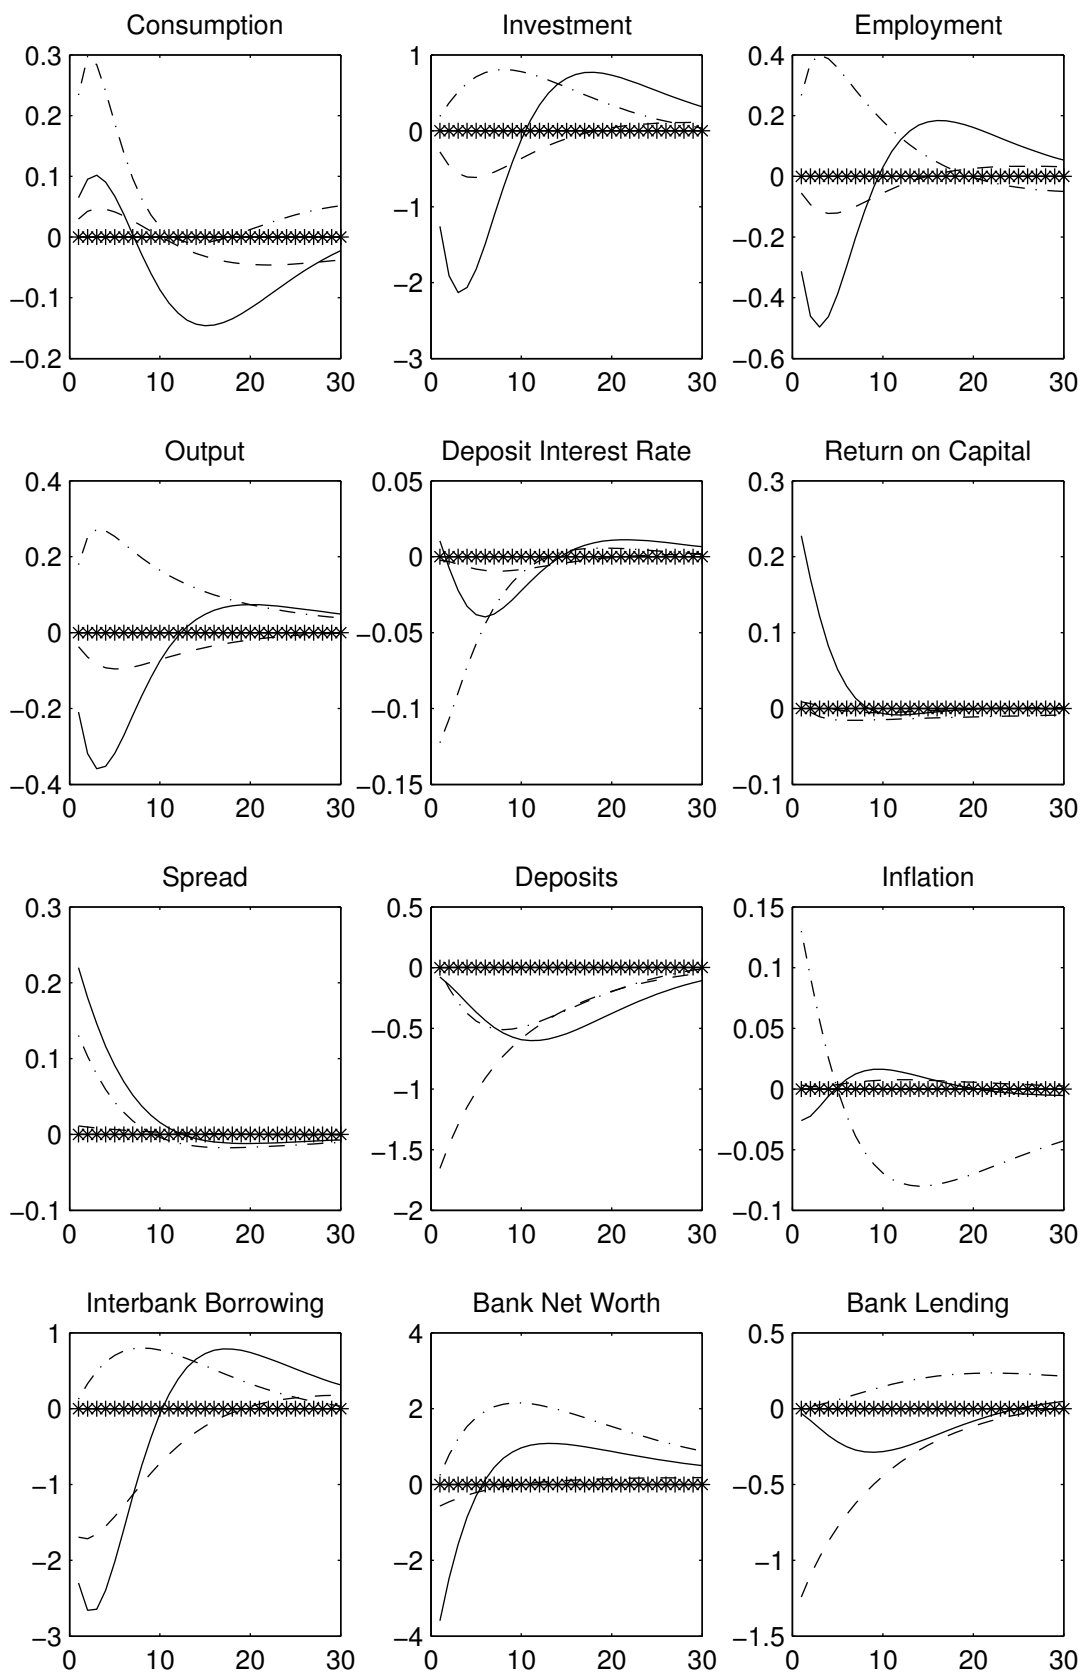 Consumption Investment Employment
0.3 1 0.4
0.2 0 0.2
0.1 −1 0
0 −2 −0.2
−0.1 −3 −0.4
−0.2 −0.6
0 10 20 30 0 10 20 30 0 10 20 30
Output Deposit Interest Rate Return on Capital
0.4 0.05 0.3
0.2 0 0.2
0 −0.05 0.1
−0.2 −0.1 0
−0.4 −0.15 −0.1
0 10 20 30 0 10 20 30 0 10 20 30
Spread Deposits Inflation
0.3 0.5 0.15
0.2 0 0.1
0.1 −0.5 0.05
0 −1 0
−0.1 −1.5 −0.05
−2 −0.1
0 10 20 30 0 10 20 30 0 10 20 30
Interbank Borrowing Bank Net Worth Bank Lending
1 4 0.5
0 2 0
−1 0 −0.5
−2 −2 −1
−3 −4 −1.5
0 10 20 30 0 10 20 30 0 10 20 30